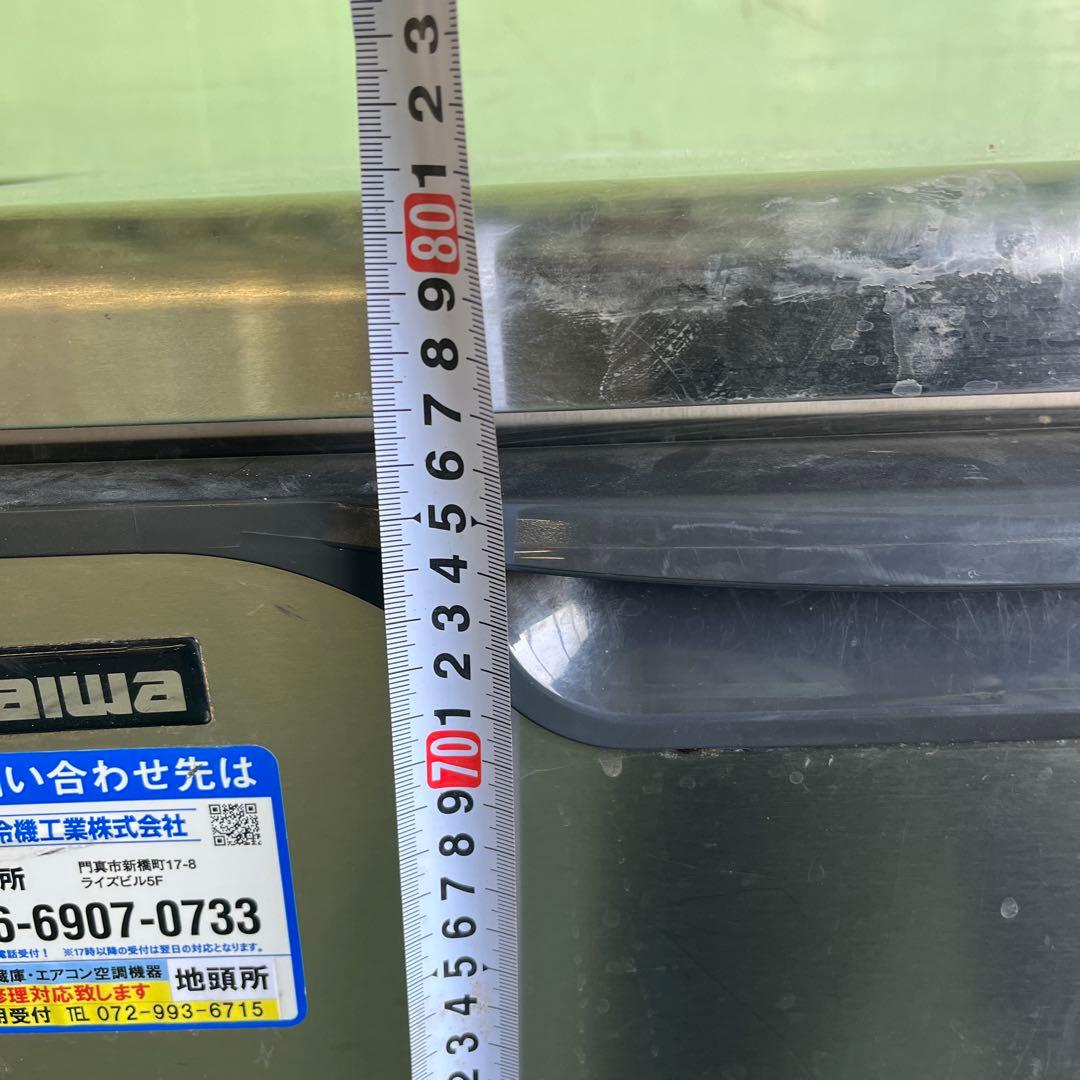 3
2
1
80
9
8
7
6
5
4
3
2
1
70
9
8
7
6
5
4
3
2
aiwa
い合わせ先は
冷機工業株式会社
所
門真市新橋町17-8
ライズビル5F
6-6907-0733
電話受付! ※17時以降の受付は翌日の対応となります。
蔵庫・エアコン空調機器
修理対応致します
地頭所
用受付 TEL 072-993-6715